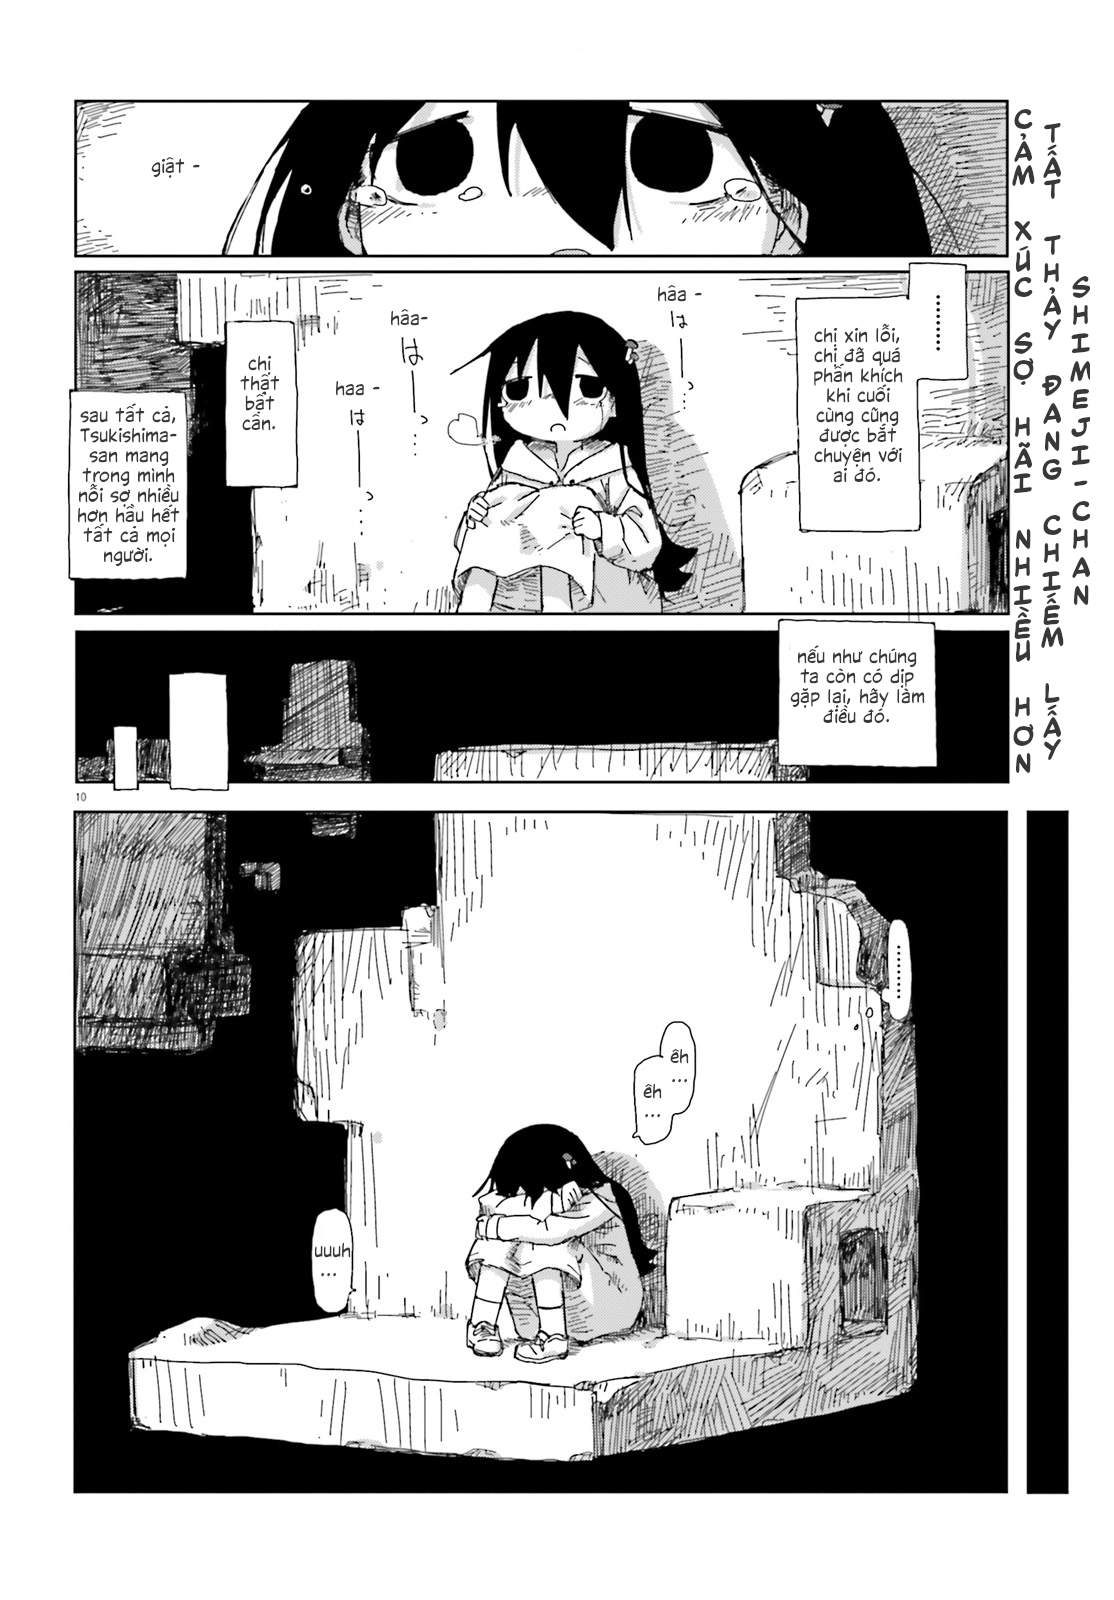 SHIMEJI-CHAN
TẤT THẢY ĐANG CHIẾM LẤY
CẢM XÚC SỢ HÃI NHIỀU HƠN
giật -
.........
chị xin lỗi,
chị đã quá
phấn khích
khi cuối
cùng cũng
được bắt
chuyện với
ai đó.
hâa -
は
hâa-
は
haa -
は
chị
thật
bất
cẩn.
sau tất cả,
Tsukishima-
san mang
trong mình
nỗi sợ nhiều
hơn hầu hết
tất cả mọi
người.
nếu như chúng
ta còn có dịp
gặp lại, hãy làm
điều đó.
10
.........
êh
...
êh
...
uuuh
...